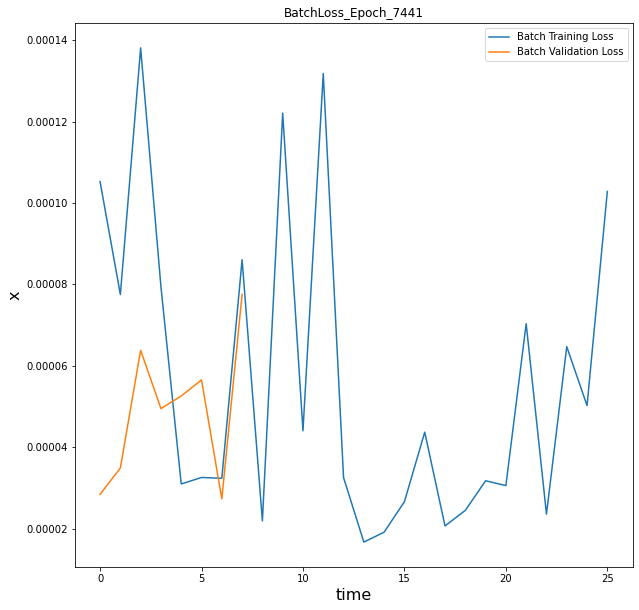 BatchLoss_Epoch_7441
Batch Training Loss
Batch Validation Loss
0.00014
0.00012
0.00010
0.00008
0.00006
0.00004
0.00002
x
0 5 10 15 20 25
time